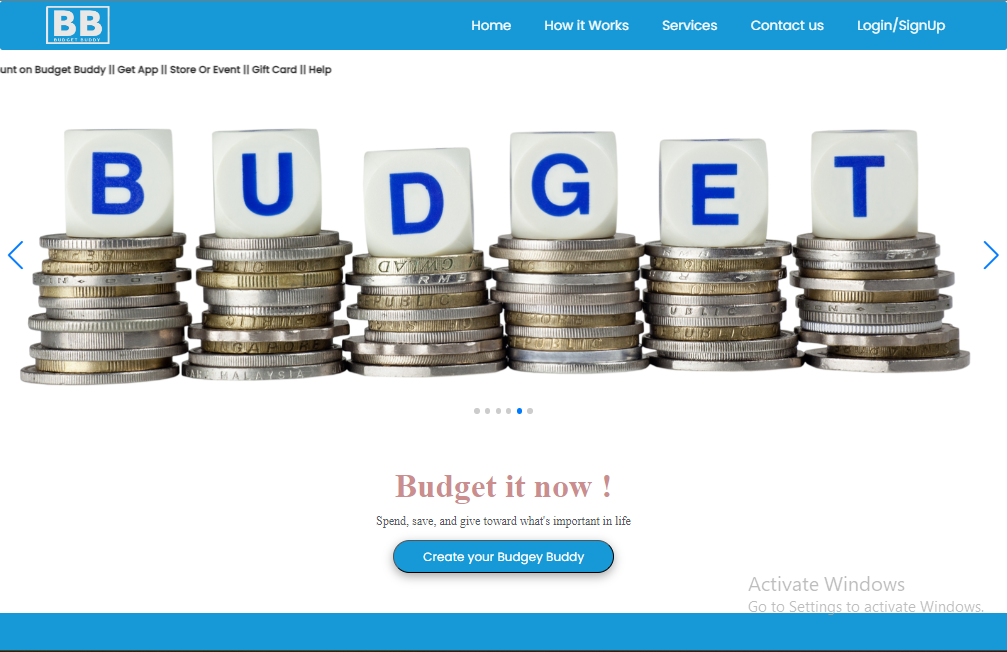 BB
BUDGET BUDDY
Home How it Works Services Contact us Login/SignUp
unt on Budget Buddy || Get App || Store Or Event || Gift Card || Help
B U D G E T
Budget it now !
Spend, save, and give toward what's important in life
Create your Budgey Buddy
Activate Windows
Go to Settings to activate Windows.